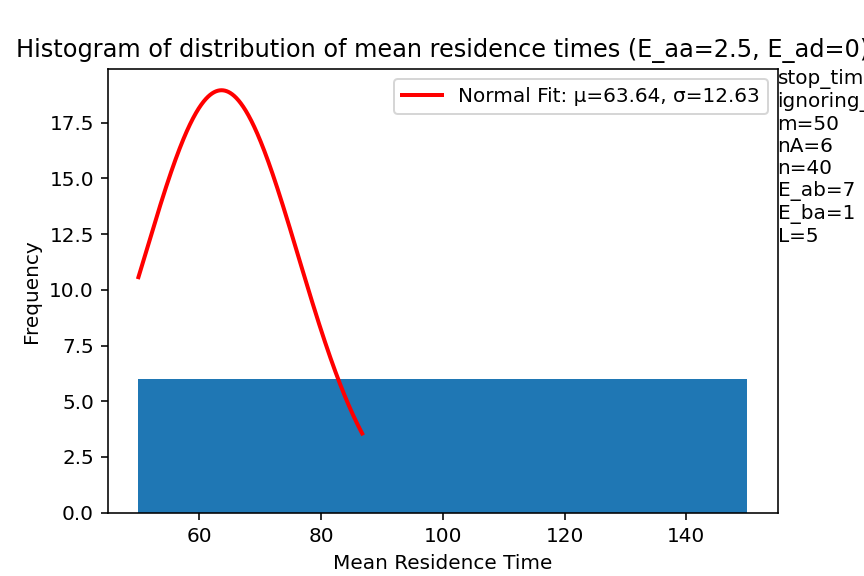 Histogram of distribution of mean residence times (E_aa=2.5, E_ad=0)
Normal Fit: μ=63.64, σ=12.63
stop_tim
ignoring_
m=50
nA=6
n=40
E_ab=7
E_ba=1
L=5
Frequency
17.5
15.0
12.5
10.0
7.5
5.0
2.5
0.0
60 80 100 120 140
Mean Residence Time